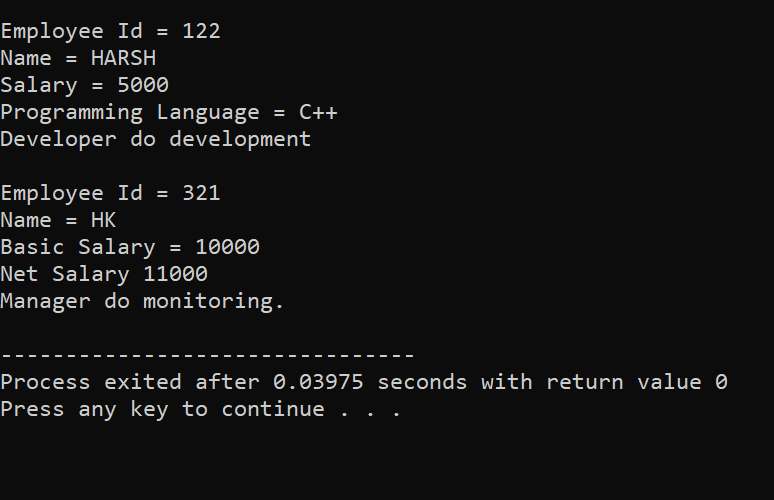 Employee Id = 122
Name = HARSH
Salary = 5000
Programming Language = C++
Developer do development
Employee Id = 321
Name = HK
Basic Salary = 10000
Net Salary 11000
Manager do monitoring.
--------------------------------
Process exited after 0.03975 seconds with return value 0
Press any key to continue . . .